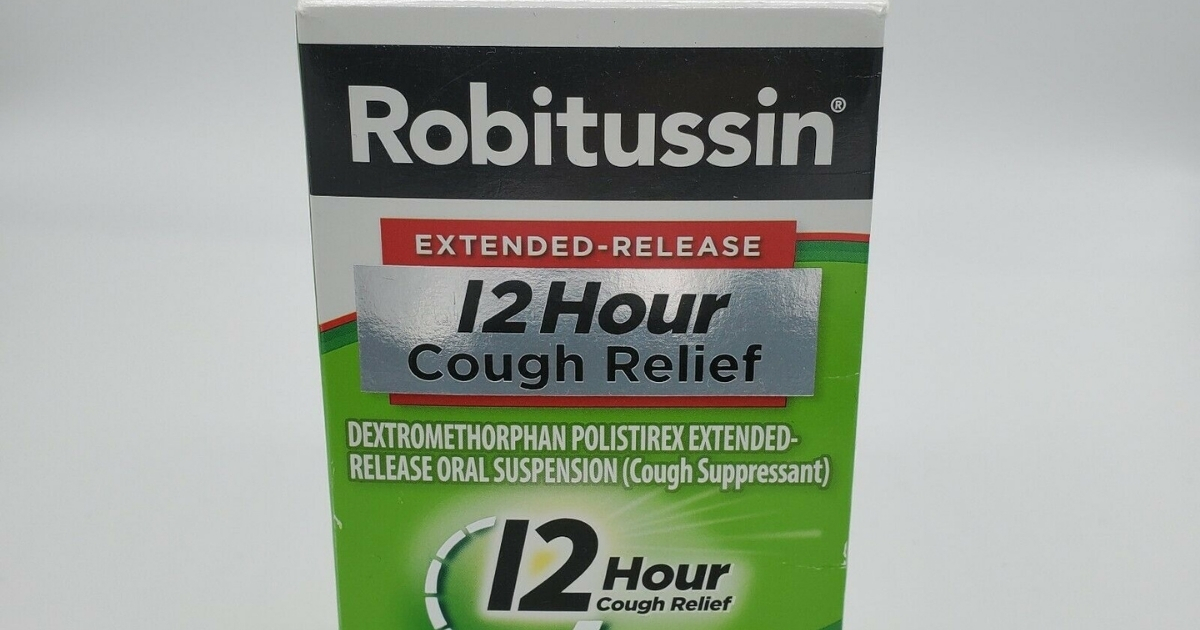 Robitussin®
EXTENDED-RELEASE
12 Hour
Cough Relief
DEXTROMETHORPHAN POLISTIREX EXTENDED-
RELEASE ORAL SUSPENSION (Cough Suppressant)
12 Hour
Cough Relief